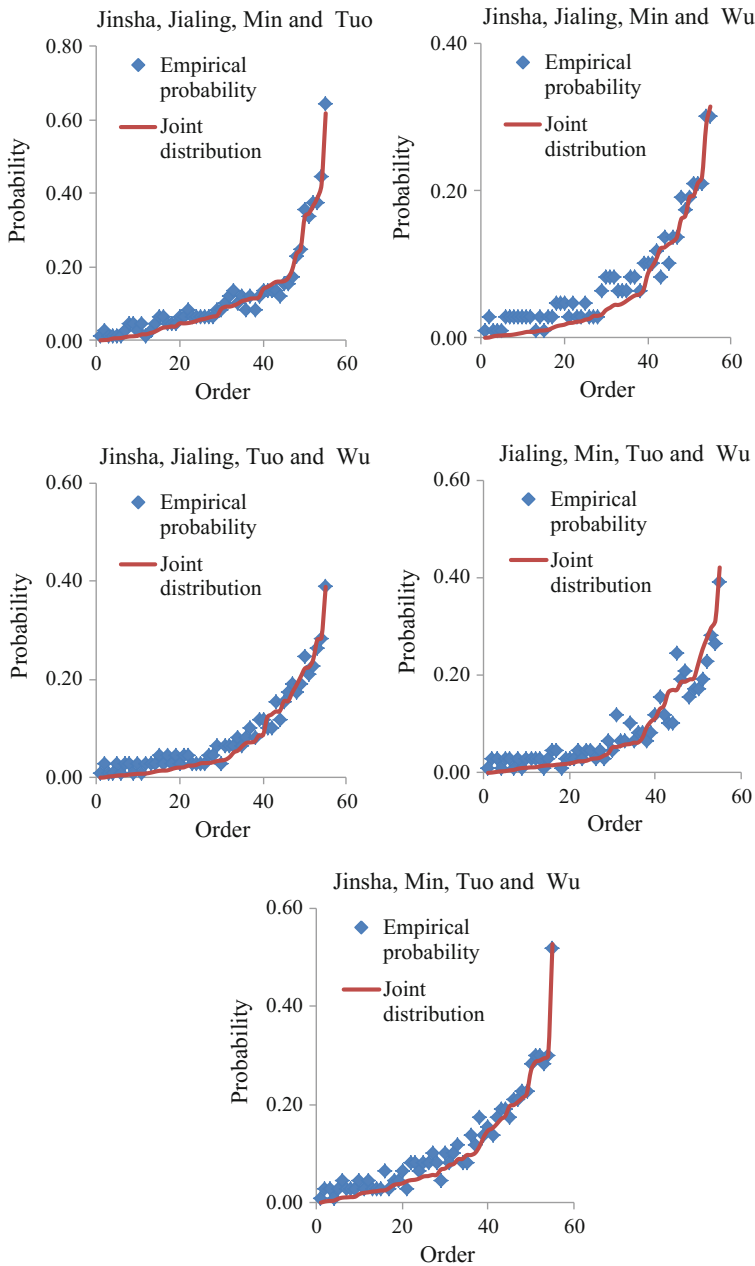 Jinsha, Jialing, Min and Tuo
0.80
0.60
0.40
0.20
0.00
Probability
Empirical
probability
Joint
distribution
0
20
40
60
Order
Jinsha, Jialing, Min and Wu
0.40
0.20
0.00
Probability
Empirical
probability
Joint
distribution
0
20
40
60
Order
Jinsha, Jialing, Tuo and Wu
0.60
0.40
0.20
0.00
Probability
Empirical
probability
Joint
distribution
0
20
40
60
Order
Jialing, Min, Tuo and Wu
0.60
0.40
0.20
0.00
Probability
Empirical
probability
Joint
distribution
0
20
40
60
Order
Jinsha, Min, Tuo and Wu
0.60
0.40
0.20
0.00
Probability
Empirical
probability
Joint
distribution
0
20
40
60
Order